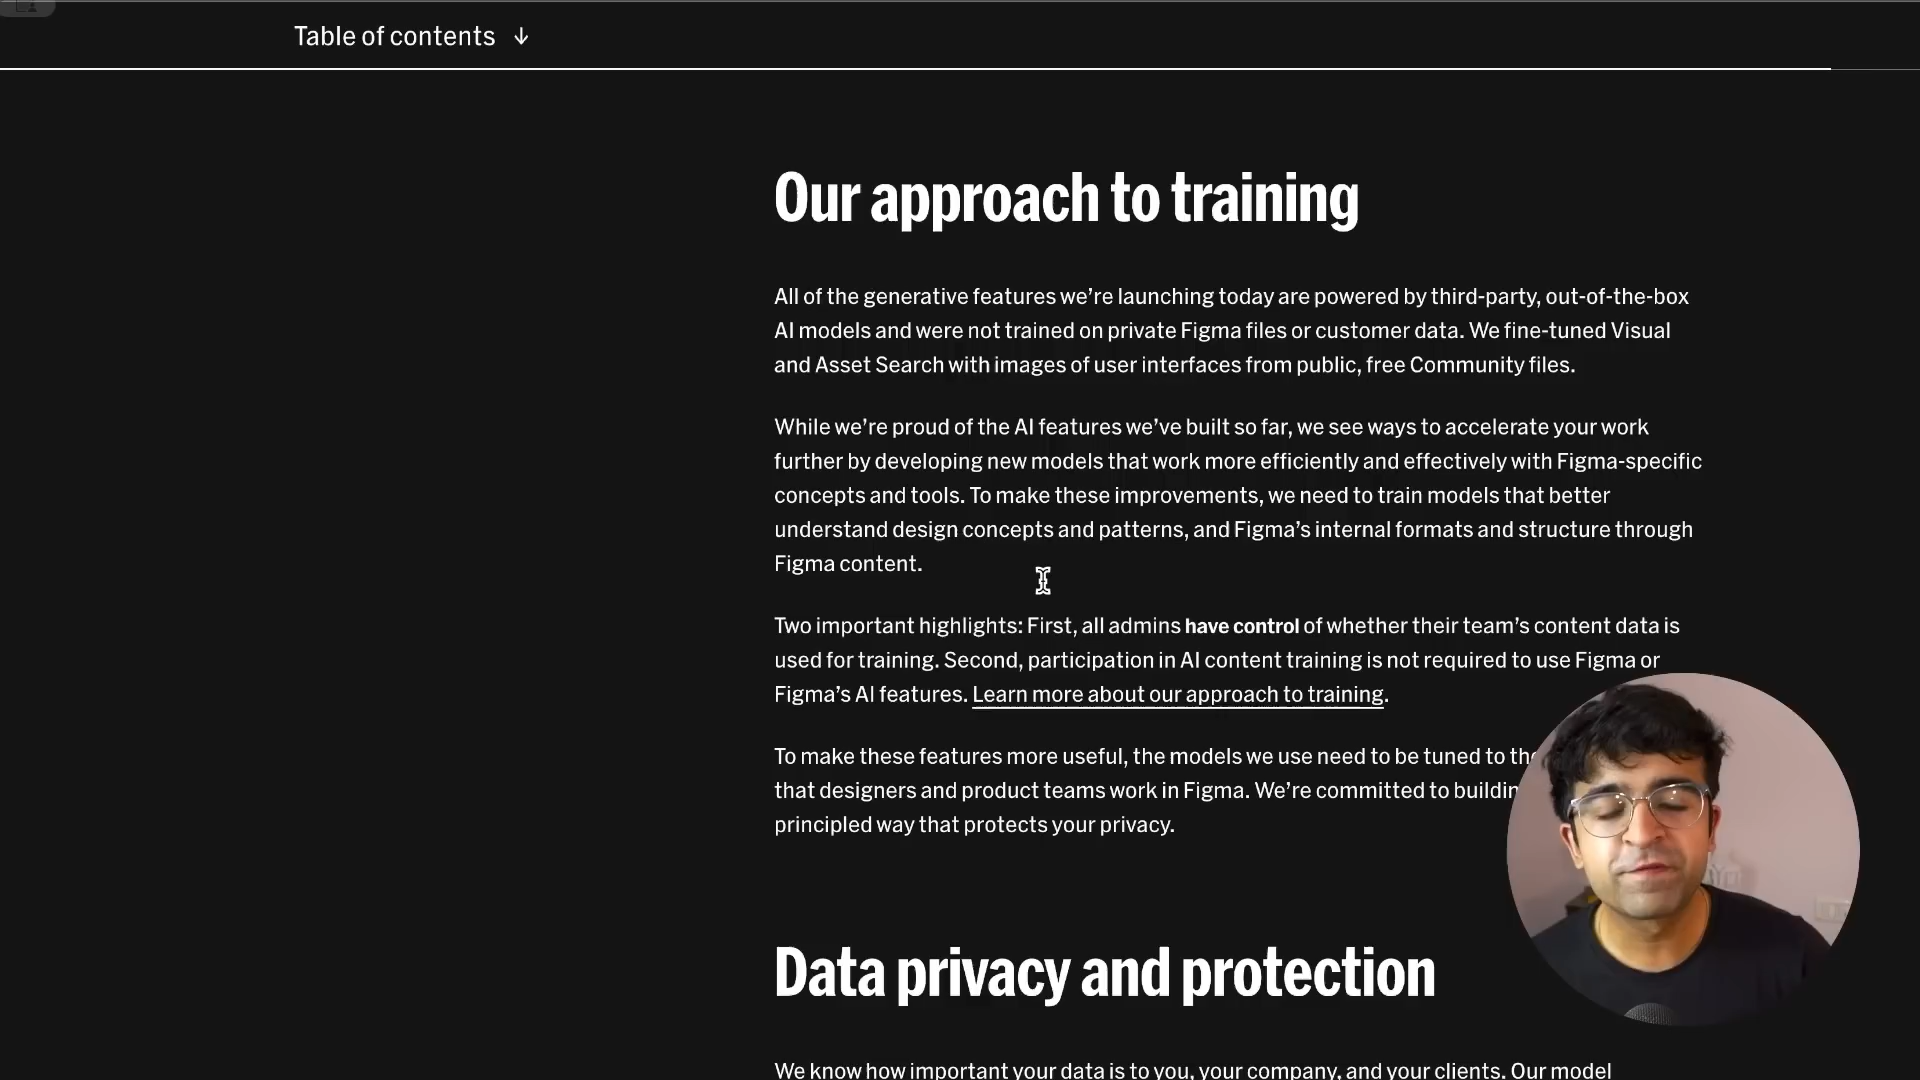 Table of contents ↓
Our approach to training
All of the generative features we’re launching today are powered by third-party, out-of-the-box
AI models and were not trained on private Figma files or customer data. We fine-tuned Visual
and Asset Search with images of user interfaces from public, free Community files.
While we’re proud of the AI features we’ve built so far, we see ways to accelerate your work
further by developing new models that work more efficiently and effectively with Figma-specific
concepts and tools. To make these improvements, we need to train models that better
understand design concepts and patterns, and Figma’s internal formats and structure through
Figma content.
Two important highlights: First, all admins have control of whether their team’s content data is
used for training. Second, participation in AI content training is not required to use Figma or
Figma’s AI features. Learn more about our approach to training.
To make these features more useful, the models we use need to be tuned to
that designers and product teams work in Figma. We’re committed to
principled way that protects your privacy.
Data privacy and protection
We know how important your data is to you, your company, and your clients. Our model